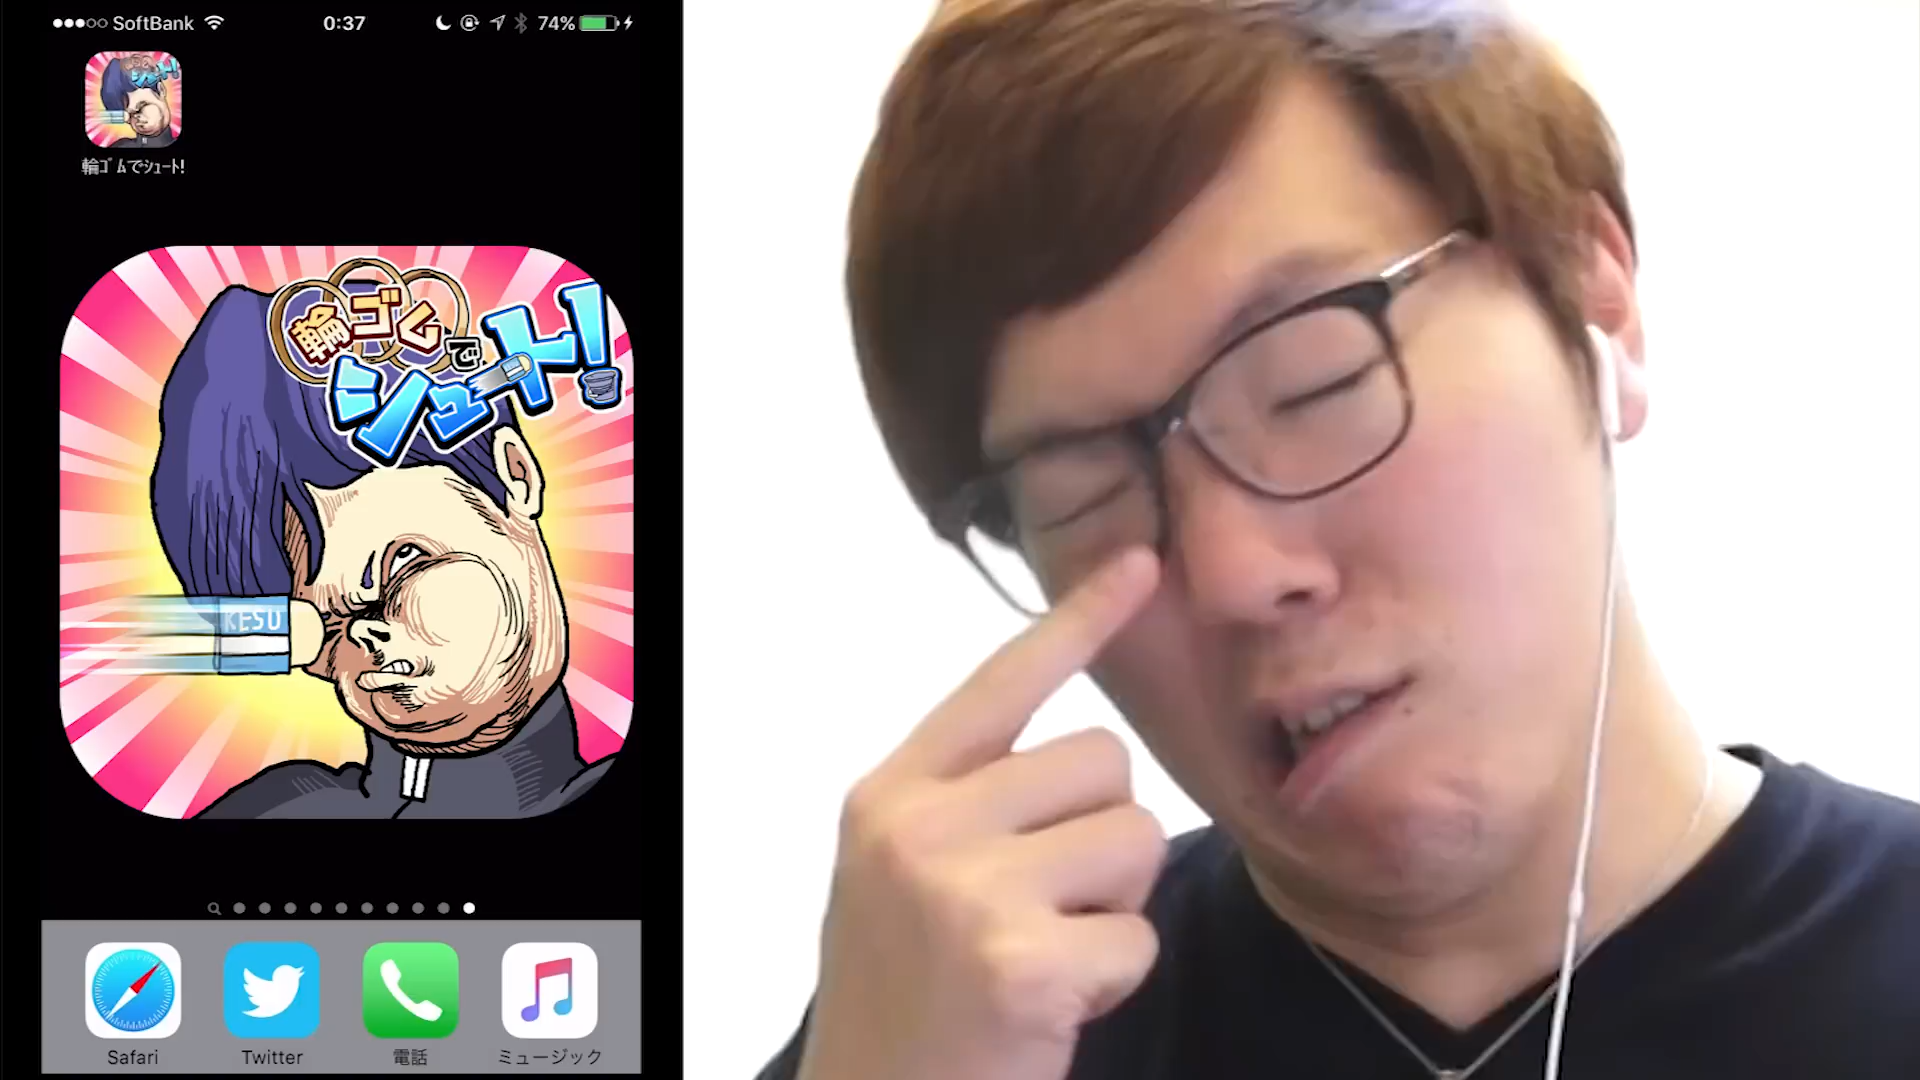 SoftBank
0:37
74%
輪ゴムでシュート!
輪ゴムで
シュート!
KESU
Safari
Twitter
電話
ミュージック